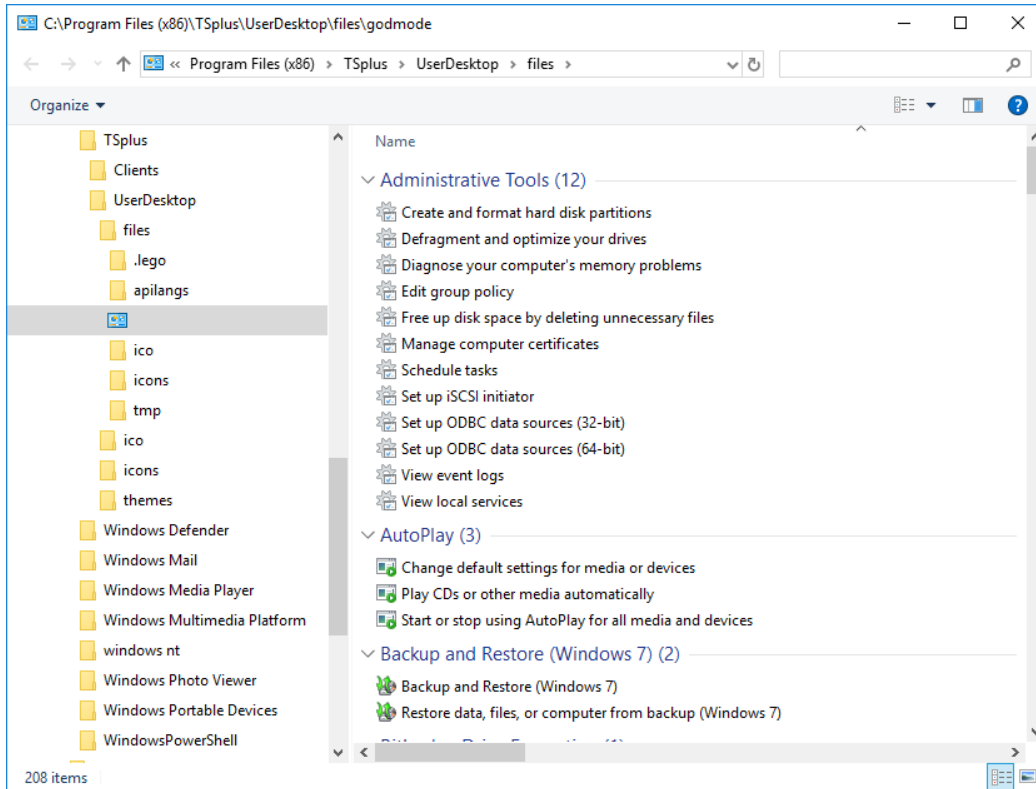 C:\Program Files (x86)\TSplus\UserDesktop\files\godmode
« Program Files (x86) > TSplus > UserDesktop > files >
Organize
TSplus
Clients
UserDesktop
files
.lego
apilangs
ico
icons
tmp
ico
icons
themes
Windows Defender
Windows Mail
Windows Media Player
Windows Multimedia Platform
windows nt
Windows Photo Viewer
Windows Portable Devices
WindowsPowerShell
Name
Administrative Tools (12)
Create and format hard disk partitions
Defragment and optimize your drives
Diagnose your computer's memory problems
Edit group policy
Free up disk space by deleting unnecessary files
Manage computer certificates
Schedule tasks
Set up iSCSI initiator
Set up ODBC data sources (32-bit)
Set up ODBC data sources (64-bit)
View event logs
View local services
AutoPlay (3)
Change default settings for media or devices
Play CDs or other media automatically
Start or stop using AutoPlay for all media and devices
Backup and Restore (Windows 7) (2)
Backup and Restore (Windows 7)
Restore data, files, or computer from backup (Windows 7)
208 items